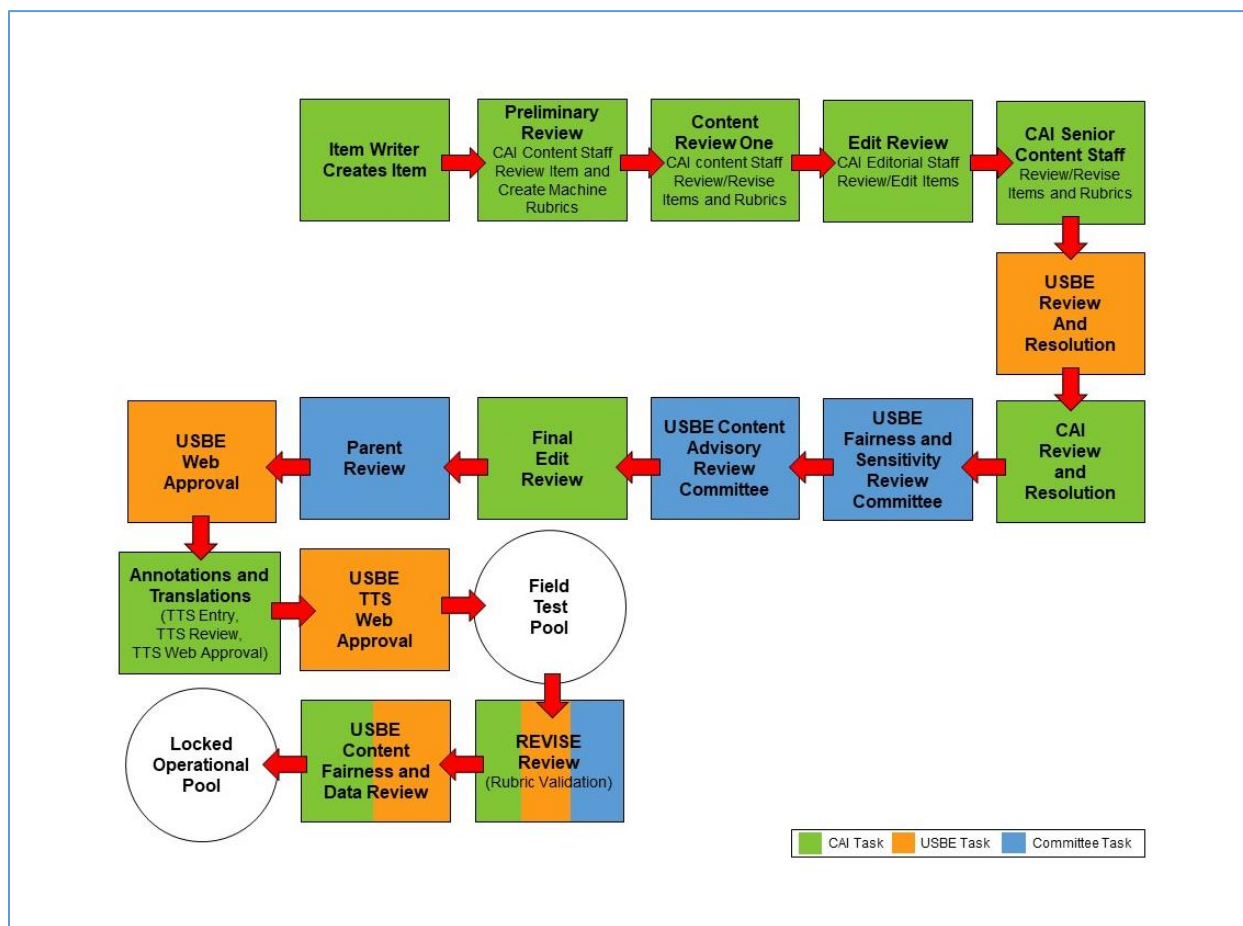 Item Writer
Creates Item
Preliminary
Review
CAI Content Staff
Review Item and
Create Machine
Rubrics
Content
Review One
CAI content Staff
Review/Revise
Items and Rubrics
Edit Review
CAI Editorial Staff
Review/Edit Items
CAI Senior
Content Staff
Review/Revise
Items and Rubrics
USBE
Review
And
Resolution
CAI
Review
and
Resolution
USBE
Fairness and
Sensitivity
Review
Committee
USBE Content
Advisory
Review
Committee
Final
Edit
Review
Parent
Review
USBE
Web
Approval
Annotations and
Translations
(TTS Entry,
TTS Review,
TTS Web Approval)
USBE
TTS
Web
Approval
Field
Test
Pool
REVISE
Review
(Rubric Validation)
USBE
Content
Fairness and
Data Review
Locked
Operational
Pool
CAI Task
USBE Task
Committee Task